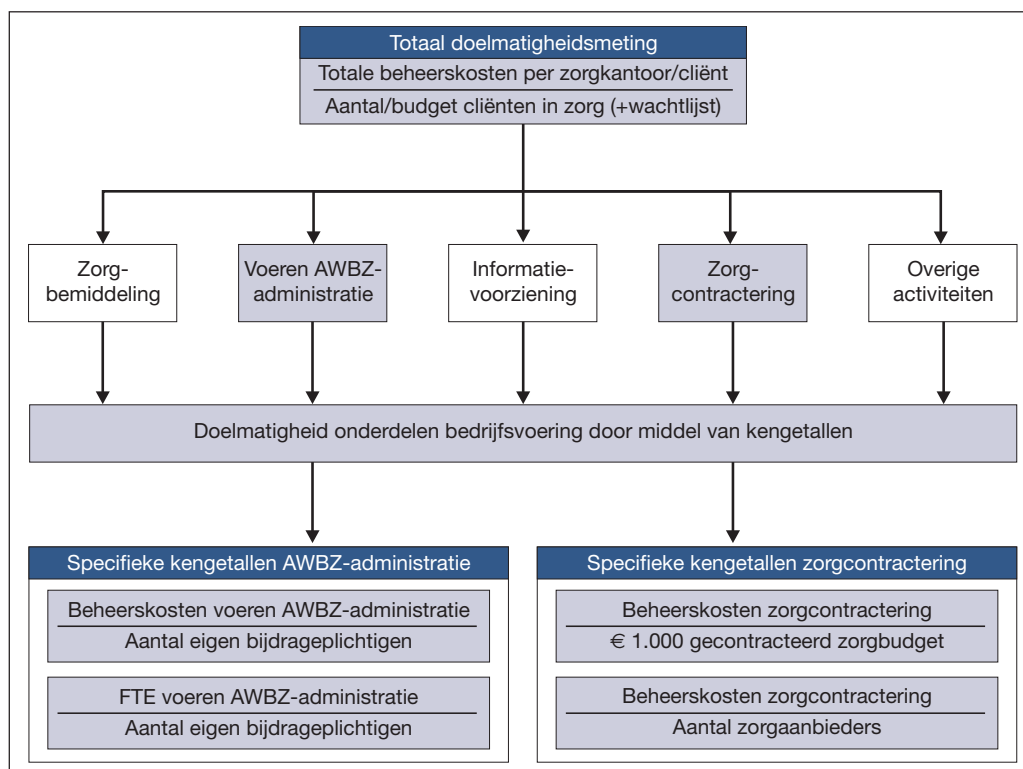 Totaal doelmatigheidsmeting
Totale beheerskosten per zorgkantoor/cliënt
Aantal/budget cliënten in zorg (+wachtlijst)
Zorg-
bemiddeling
Voeren AWBZ-
administratie
Informatie-
voorziening
Zorg-
contractering
Overige
activiteiten
Doelmatigheid onderdelen bedrijfsvoering door middel van kengetallen
Specifieke kengetallen AWBZ-administratie
Beheerskosten voeren AWBZ-administratie
Aantal eigen bijdrageplichtigen
FTE voeren AWBZ-administratie
Aantal eigen bijdrageplichtigen
Specifieke kengetallen zorgcontractering
Beheerskosten zorgcontractering
€ 1.000 gecontracteerd zorgbudget
Beheerskosten zorgcontractering
Aantal zorgaanbieders